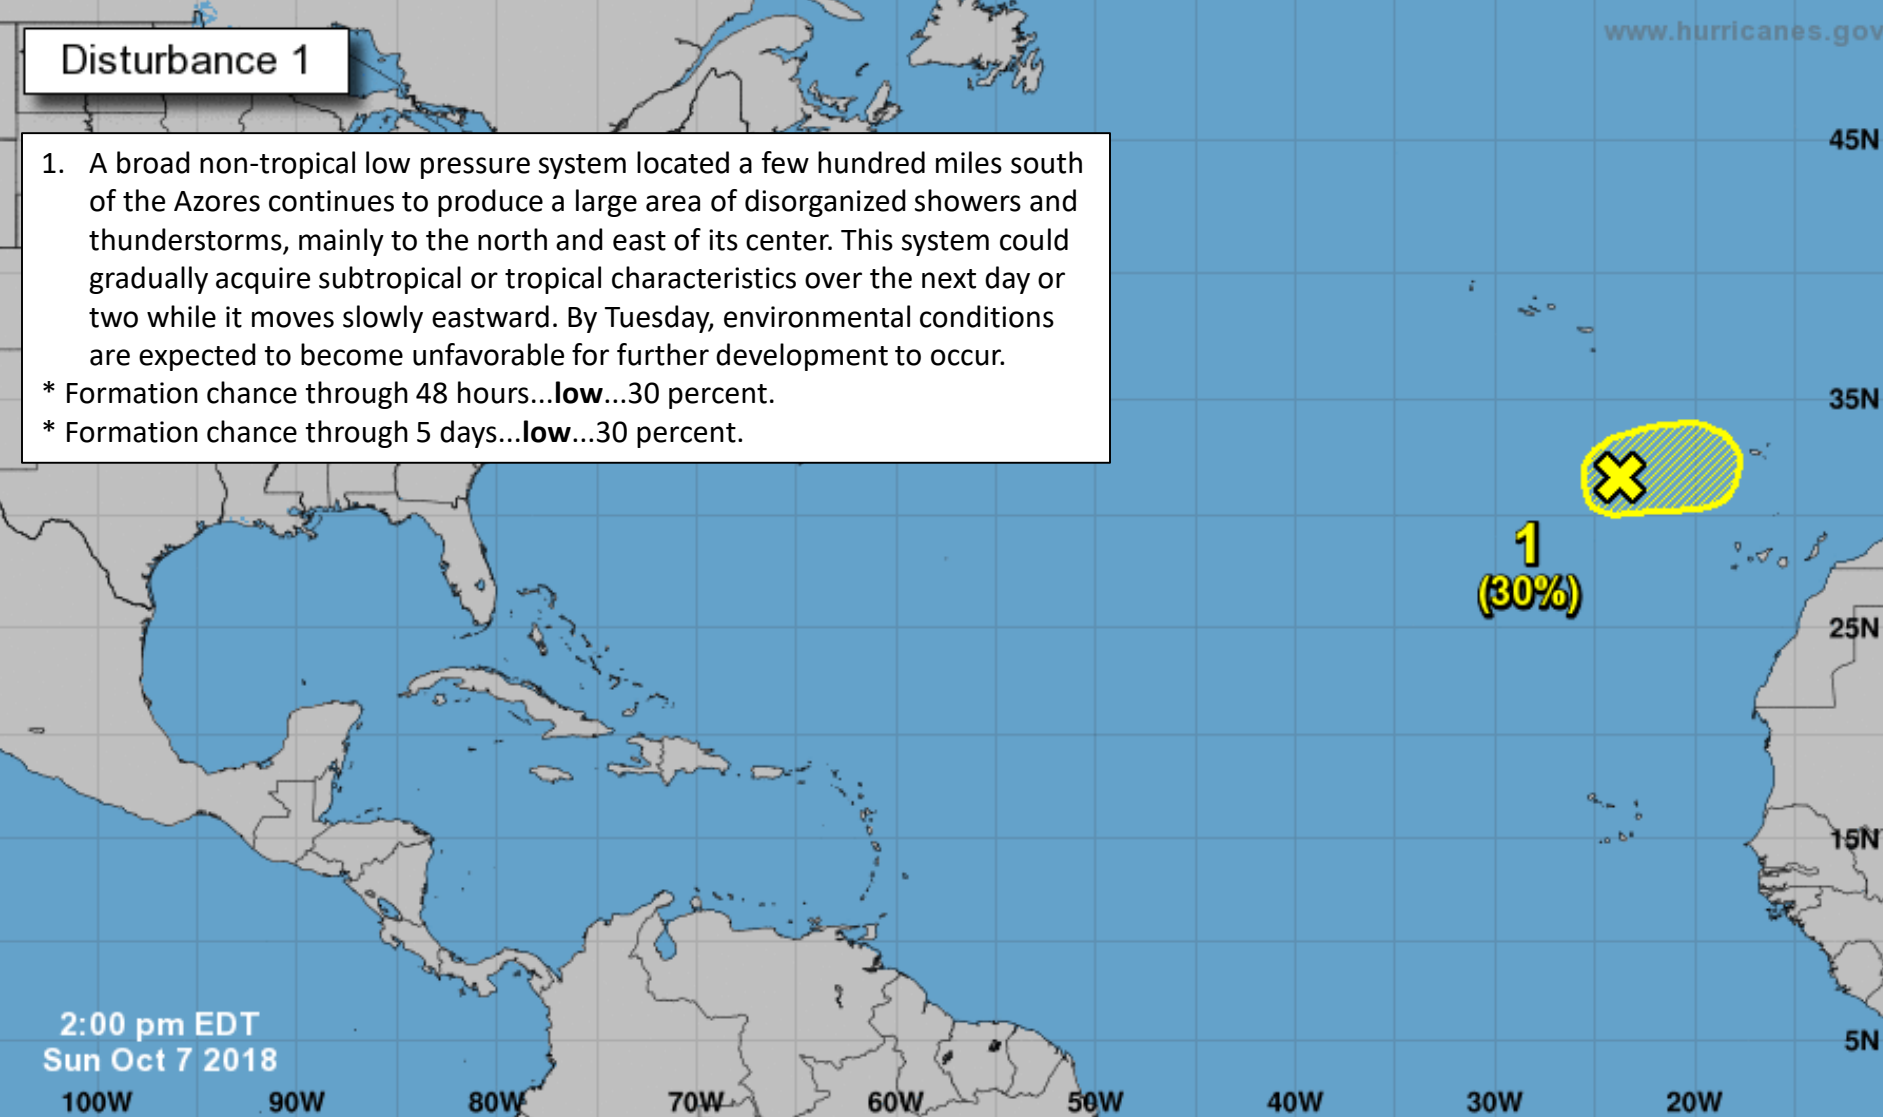 Disturbance 1
www.hurricanes.gov
1. A broad non-tropical low pressure system located a few hundred miles south
of the Azores continues to produce a large area of disorganized showers and
thunderstorms, mainly to the north and east of its center. This system could
gradually acquire subtropical or tropical characteristics over the next day or
two while it moves slowly eastward. By Tuesday, environmental conditions
are expected to become unfavorable for further development to occur.
* Formation chance through 48 hours...low...30 percent.
* Formation chance through 5 days...low...30 percent.
45N
35N
1
(30%)
25N
15N
5N
2:00 pm EDT
Sun Oct 7 2018
100W 90W 80W 70W 60W 50W 40W 30W 20W